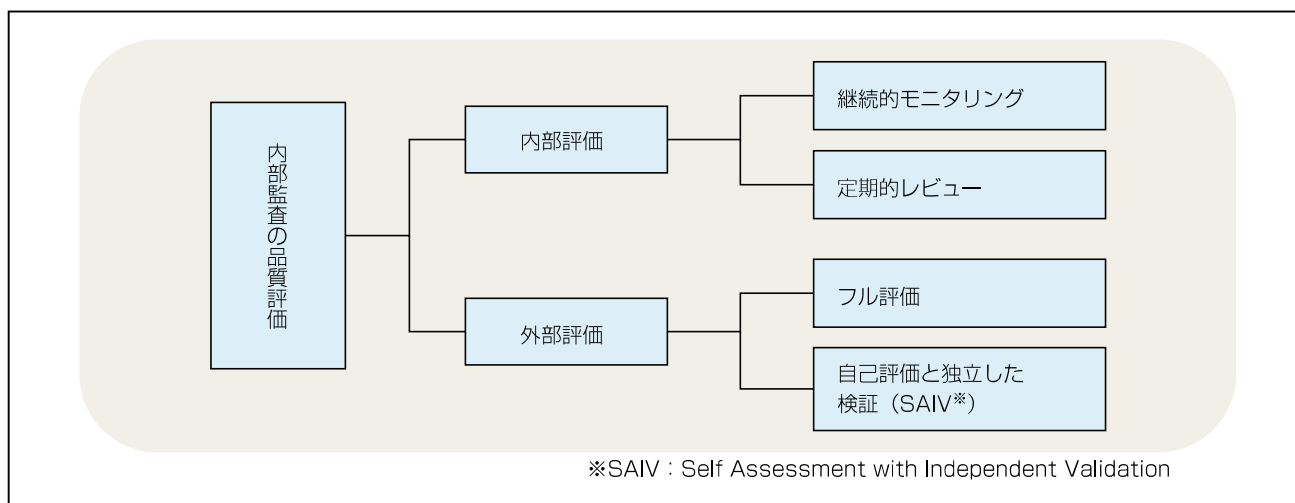 内部監査の品質評価
内部評価
継続的モニタリング
定期的レビュー
外部評価
フル評価
自己評価と独立した
検証（SAIV※）
※SAIV：Self Assessment with Independent Validation